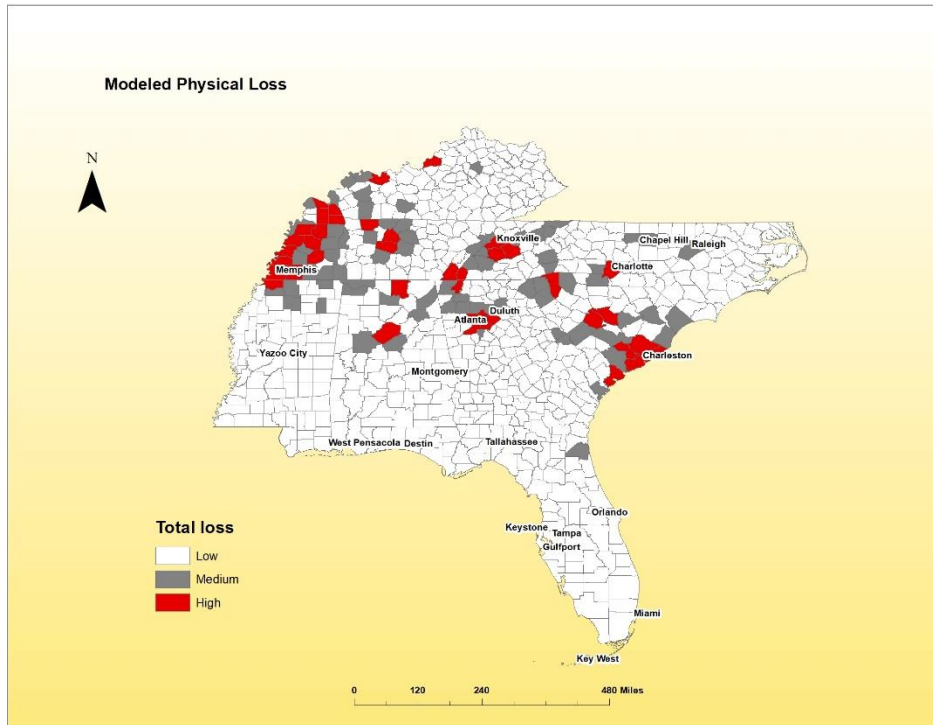 Modeled Physical Loss
N
Knoxville
Chapel Hill
Raleigh
Memphis
Charlotte
Duluth
Atlanta
Yazoo City
Charleston
Montgomery
West Pensacola
Destin
Tallahassee
Orlando
Keystone
Tampa
Gulfport
Miami
Key West
Total loss
Low
Medium
High
0 120 240 480 Miles